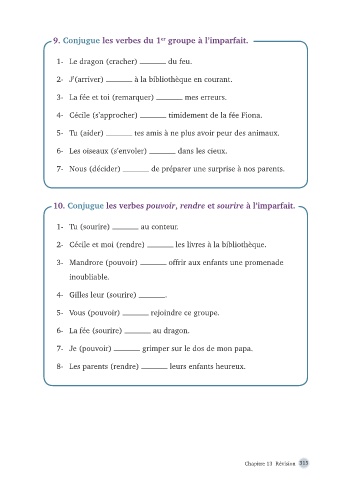 9. Conjugue les verbes du 1er groupe à l'imparfait.
1- Le dragon (cracher) ______ du feu.
2- J'(arriver) ______ à la bibliothèque en courant.
3- La fée et toi (remarquer) ______ mes erreurs.
4- Cécile (s'approcher) ______ timidement de la fée Fiona.
5- Tu (aider) ______ tes amis à ne plus avoir peur des animaux.
6- Les oiseaux (s'envoler) ______ dans les cieux.
7- Nous (décider) ______ de préparer une surprise à nos parents.
10. Conjugue les verbes pouvoir, rendre et sourire à l'imparfait.
1- Tu (sourire) ______ au conteur.
2- Cécile et moi (rendre) ______ les livres à la bibliothèque.
3- Mandrore (pouvoir) ______ offrir aux enfants une promenade
inoubliable.
4- Gilles leur (sourire) ______.
5- Vous (pouvoir) ______ rejoindre ce groupe.
6- La fée (sourire) ______ au dragon.
7- Je (pouvoir) ______ grimper sur le dos de mon papa.
8- Les parents (rendre) ______ leurs enfants heureux.
Chapitre 13 Révision 315